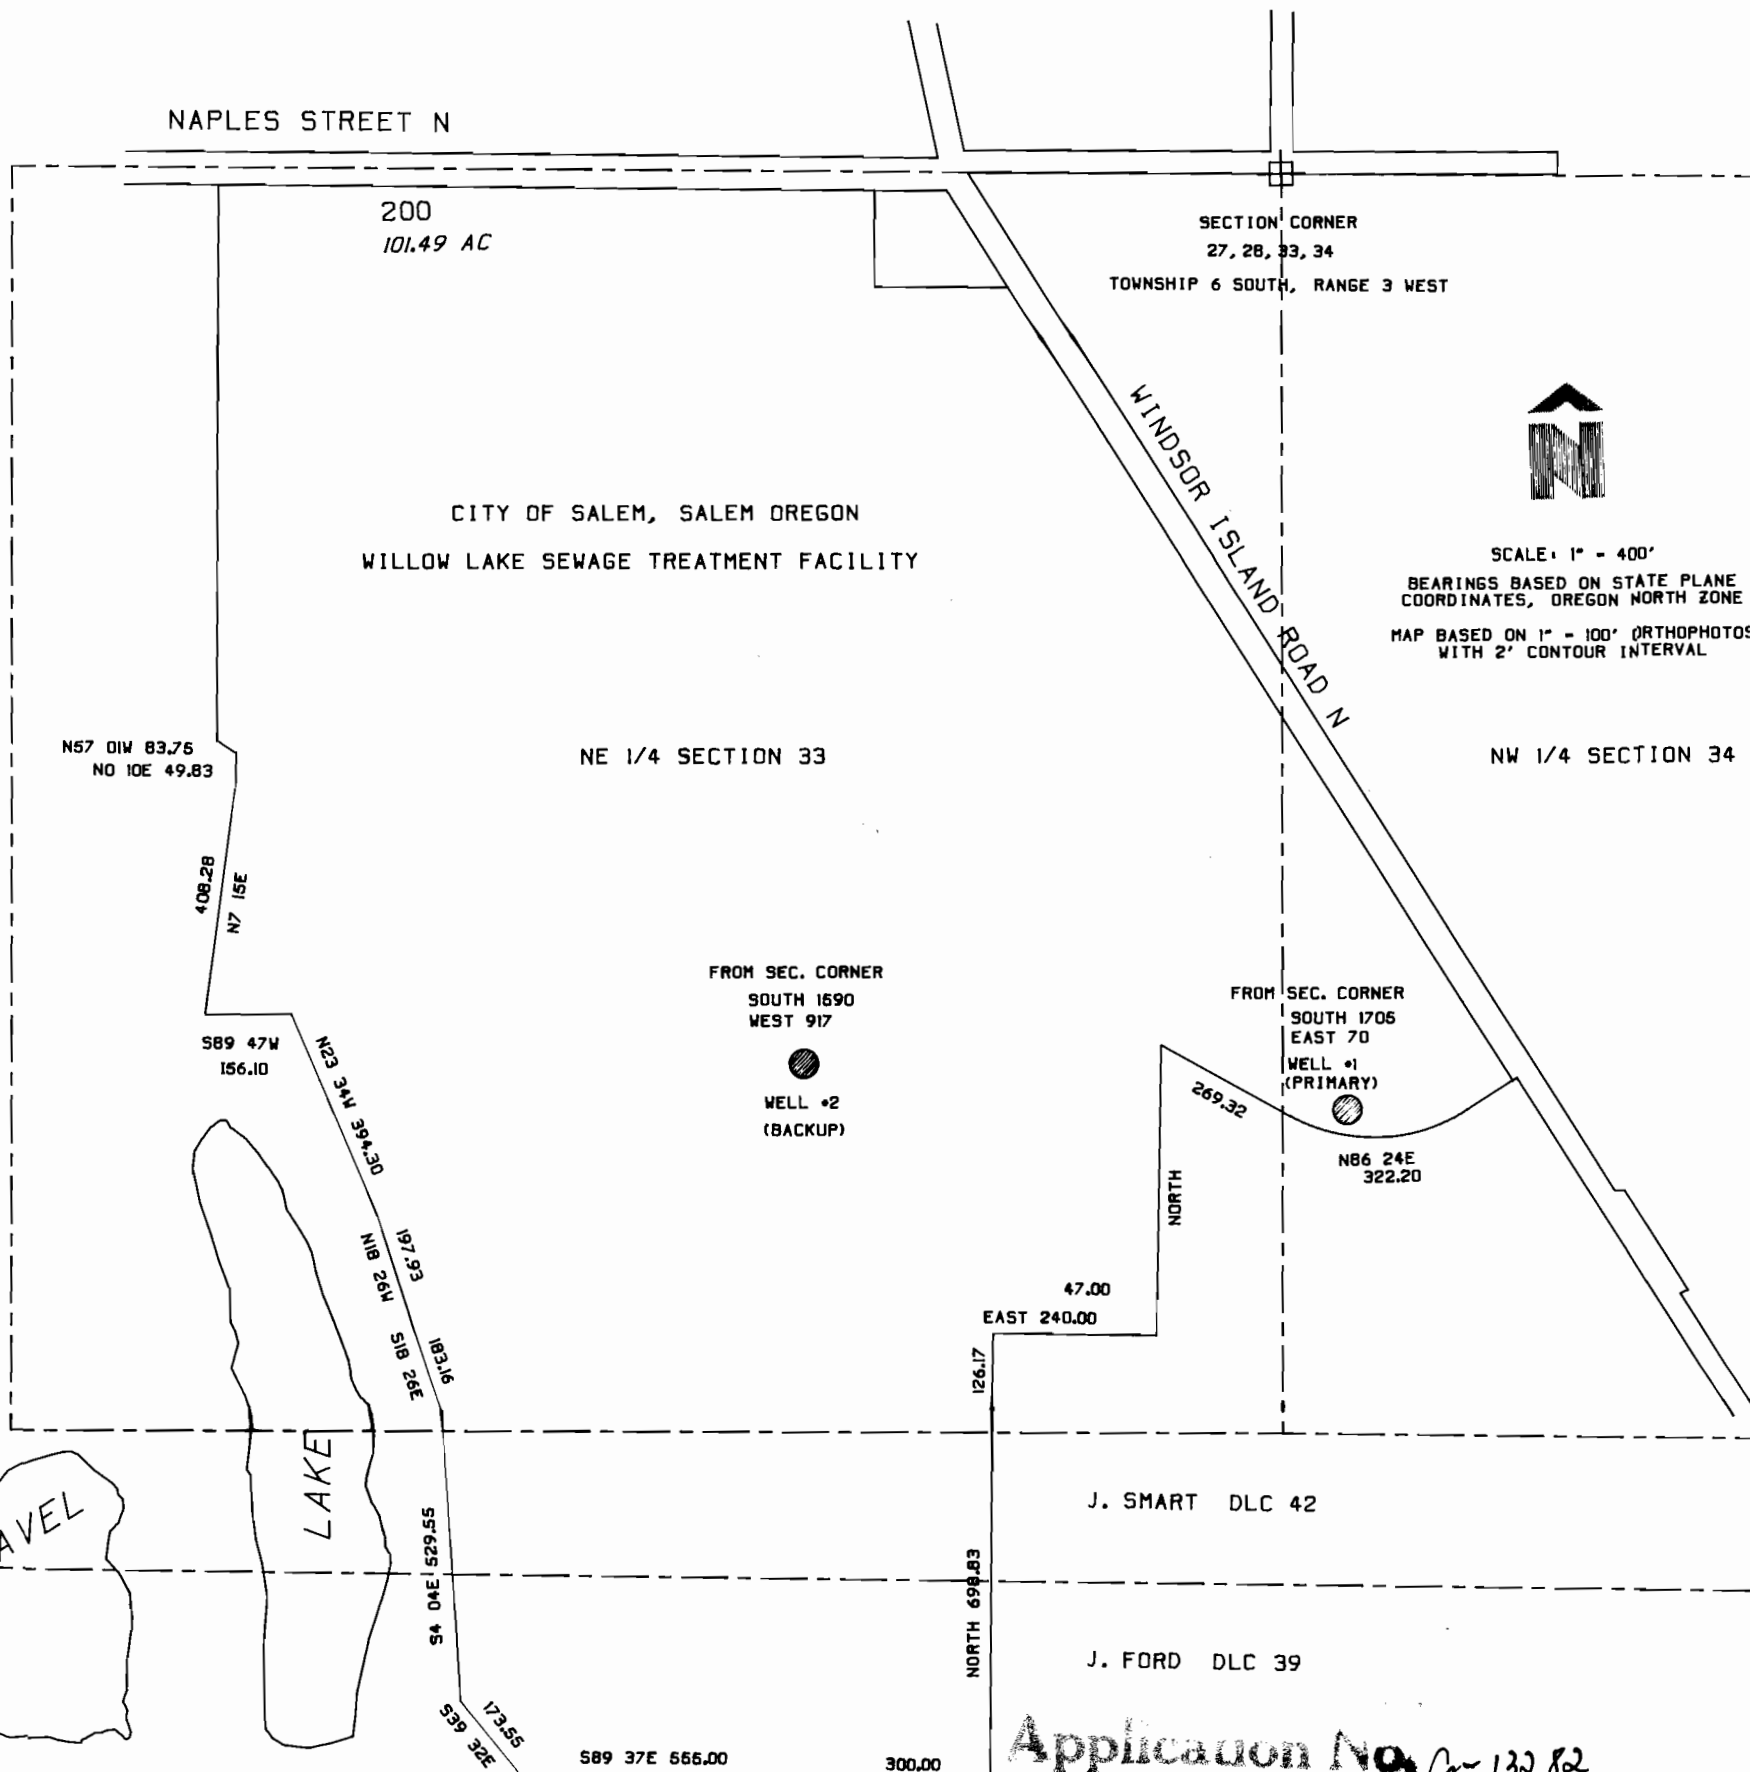 NAPLES STREET N
200
101.49 AC
SECTION CORNER
27, 28, 33, 34
TOWNSHIP 6 SOUTH, RANGE 3 WEST
WINDSOR ISLAND ROAD N
N
CITY OF SALEM, SALEM OREGON
WILLOW LAKE SEWAGE TREATMENT FACILITY
SCALE: 1" = 400'
BEARINGS BASED ON STATE PLANE
COORDINATES, OREGON NORTH ZONE
MAP BASED ON 1" = 100' ORTHOPHOTOS
WITH 2' CONTOUR INTERVAL
N57 01W 83.75
N0 10E 49.83
NE 1/4 SECTION 33
NW 1/4 SECTION 34
408.28
N7 15E
FROM SEC. CORNER
SOUTH 1690
WEST 917
WELL #2
(BACKUP)
FROM SEC. CORNER
SOUTH 1705
EAST 70
WELL #1
(PRIMARY)
S89 47W
156.10
N23 34W 394.30
269.32
N86 24E
322.20
NORTH
197.93
N18 26W
47.00
EAST 240.00
183.16
S18 26E
126.17
LAKE
AVEL
J. SMART DLC 42
S4 04E 529.55
NORTH 698.83
J. FORD DLC 39
173.55
S39 32E
S89 37E 555.00
300.00
Application No. G-13282